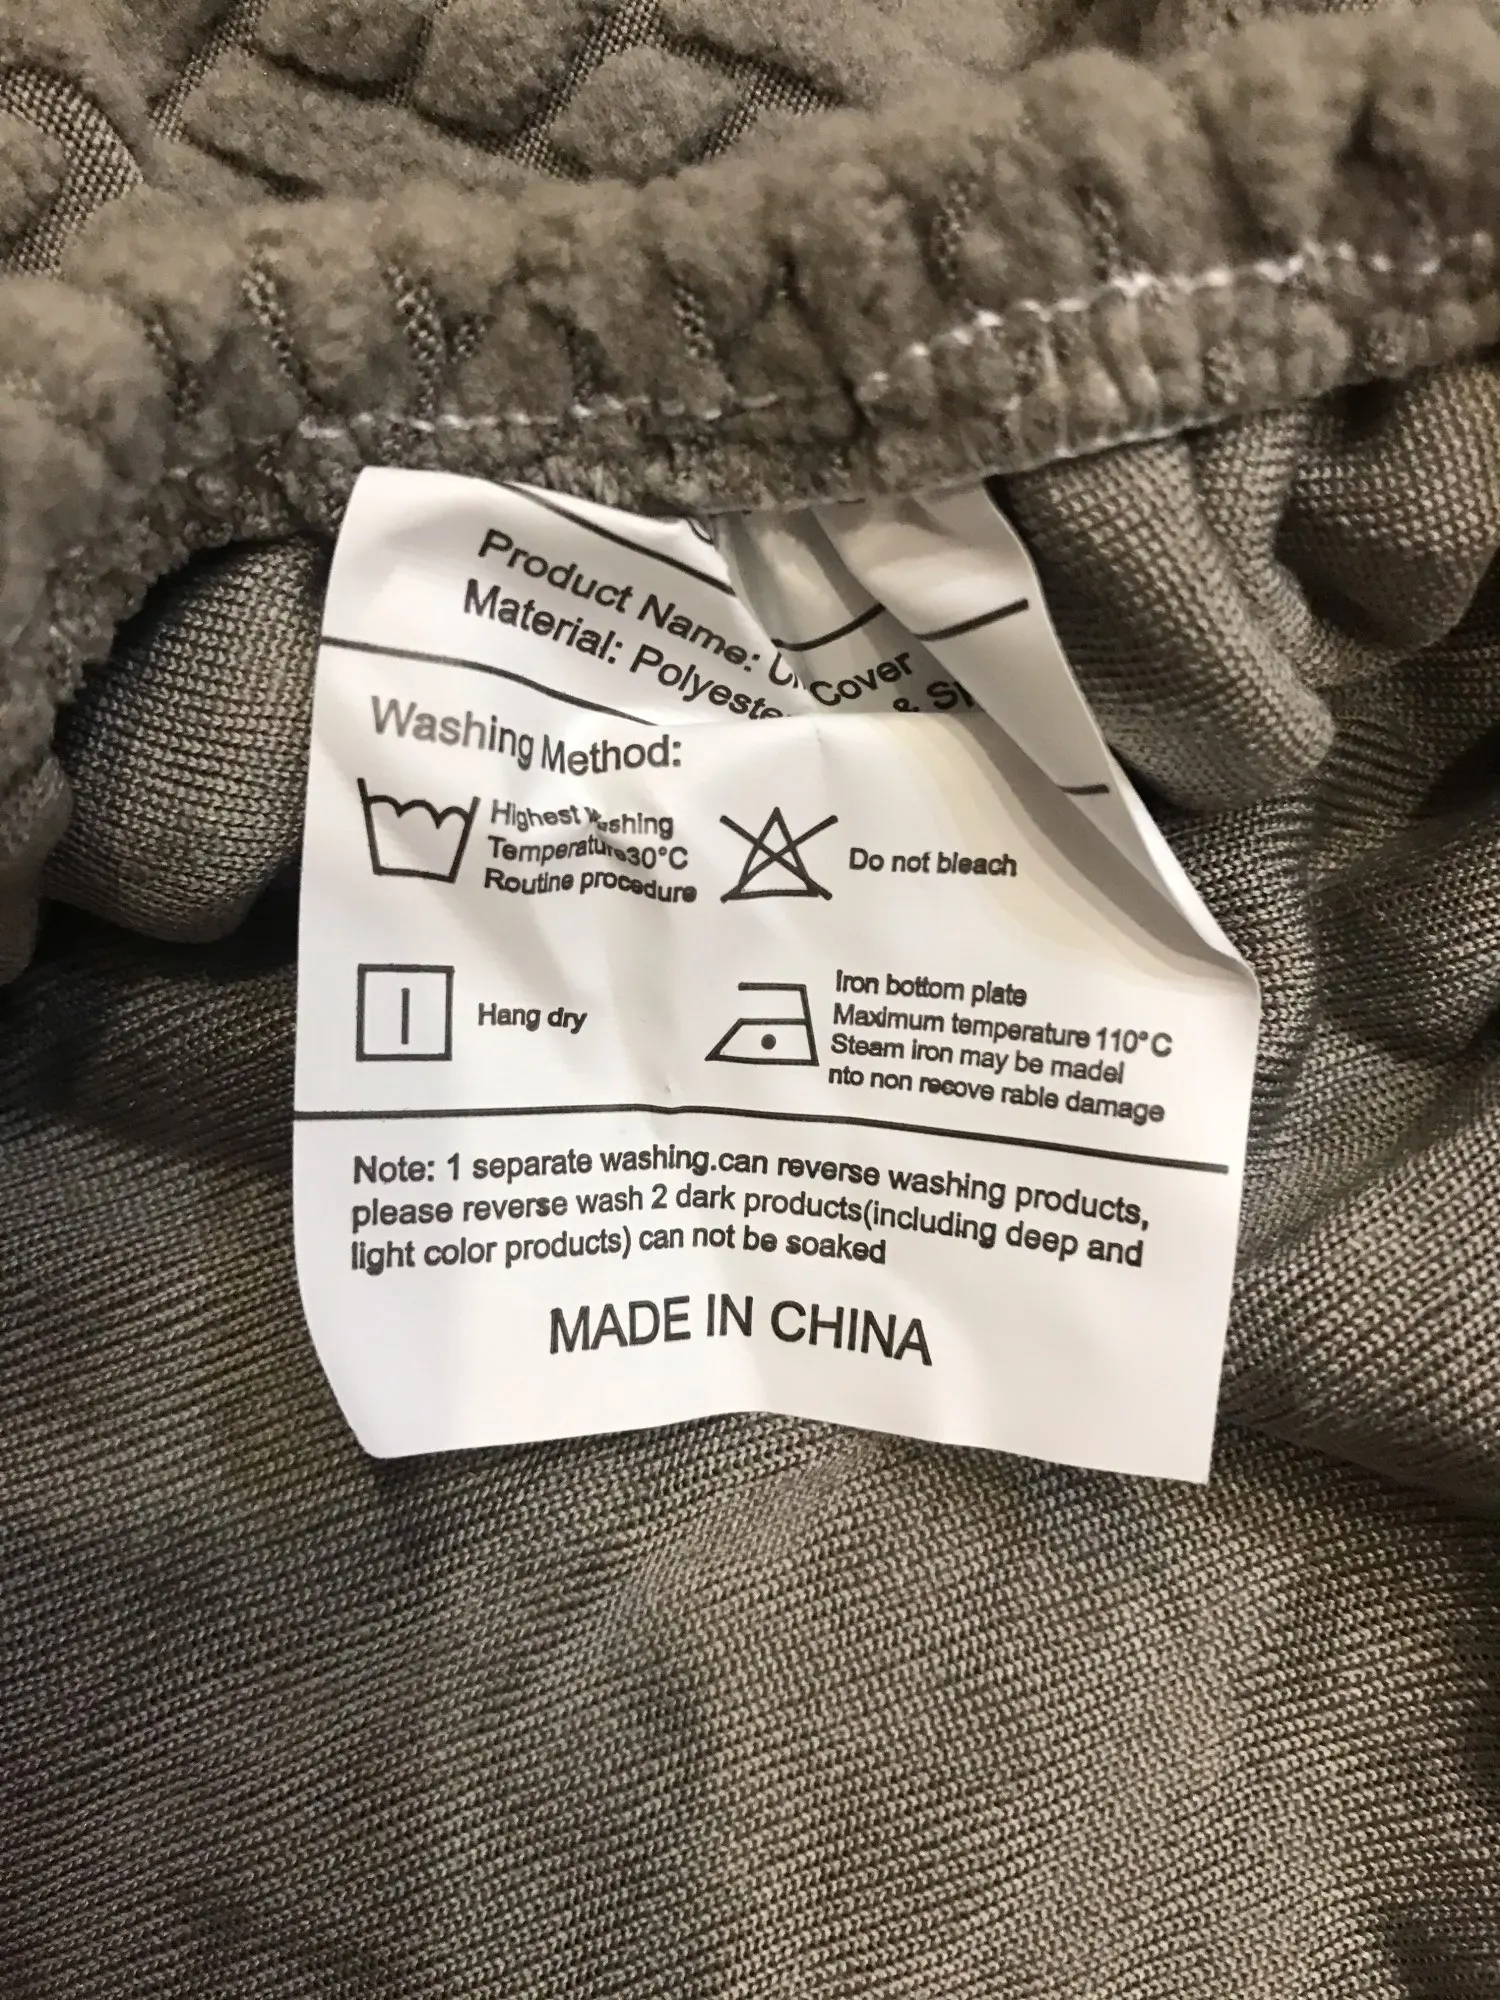 Product Name: Cover
Material: Polyester &
Washing Method:
Highest Washing
Temperature30°C
Routine procedure
Do not bleach
Hang dry
Iron bottom plate
Maximum temperature 110°C
Steam iron may be madel
nto non recove rable damage
Note: 1 separate washing.can reverse washing products,
please reverse wash 2 dark products(including deep and
light color products) can not be soaked
MADE IN CHINA